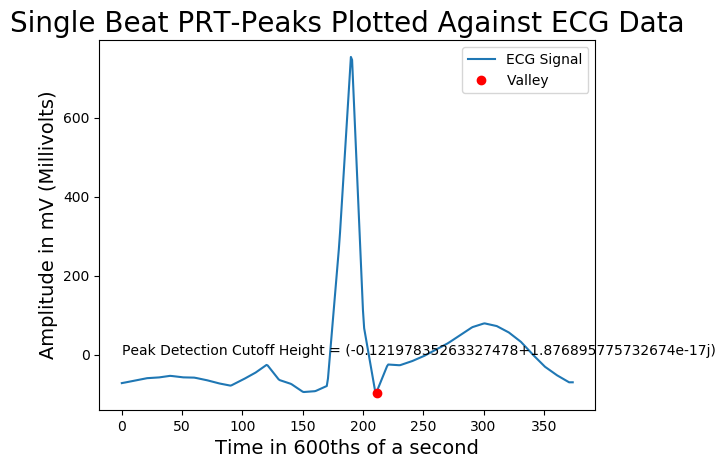 Single Beat PRT-Peaks Plotted Against ECG Data
ECG Signal
Valley
Amplitude in mV (Millivolts)
600
400
200
0
Peak Detection Cutoff Height = (-0.12197835263327478+1.876895775732674e-17j)
0 50 100 150 200 250 300 350
Time in 600ths of a second